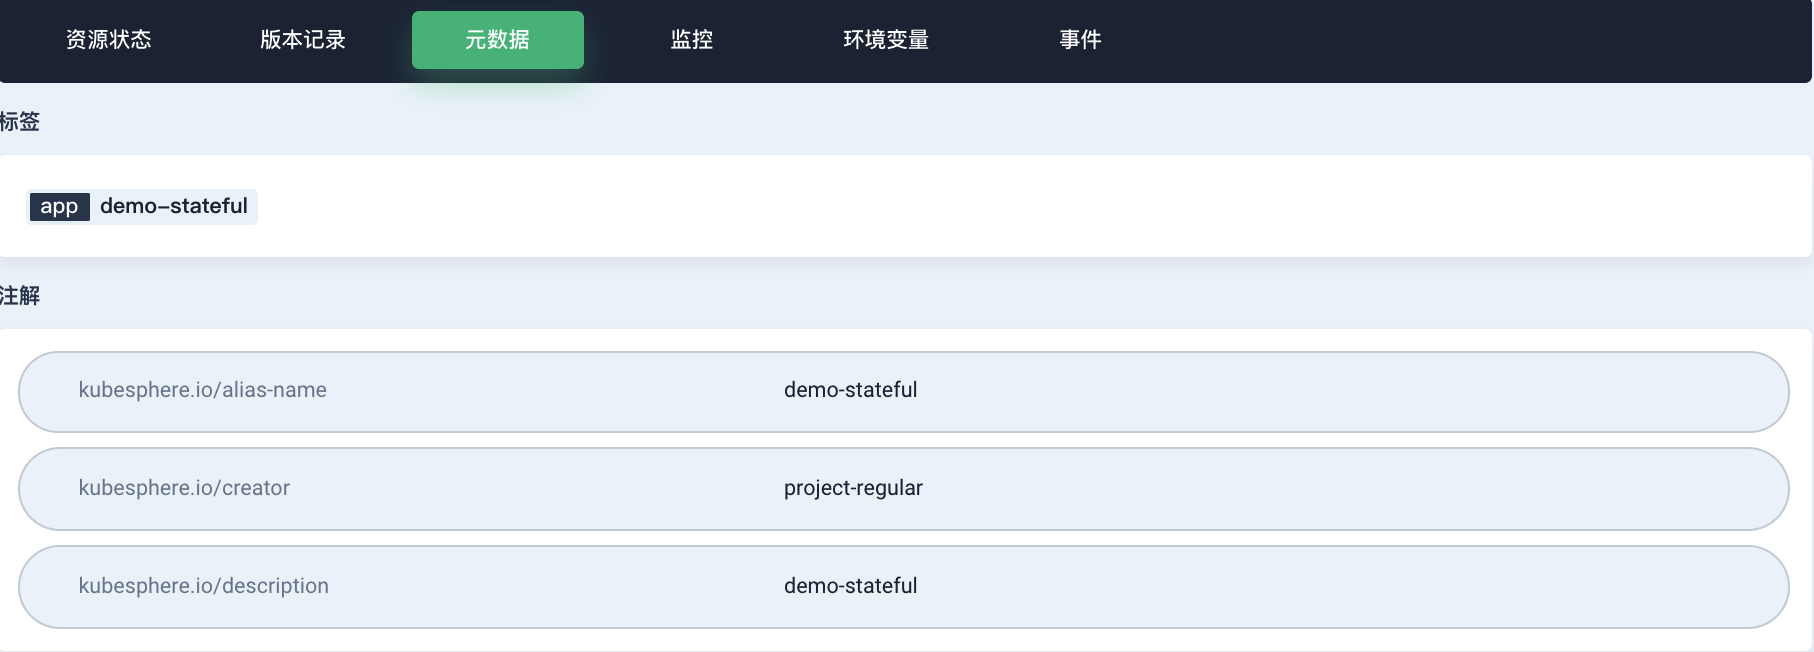 资源状态 版本记录 元数据 监控 环境变量 事件
标签
app demo-stateful
注解
kubesphere.io/alias-name demo-stateful
kubesphere.io/creator project-regular
kubesphere.io/description demo-stateful